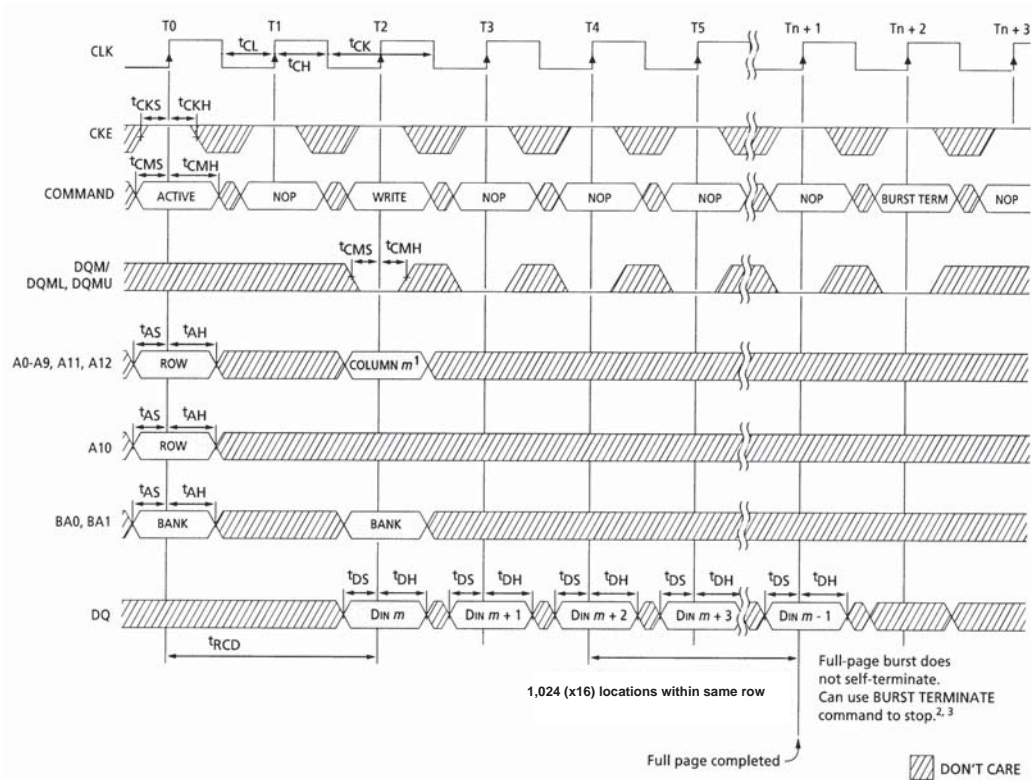 T0 T1 T2 T3 T4 T5 Tn + 1 Tn + 2 Tn + 3
CLK
tCL tCK
tCH
tCKS tCKH
CKE
tCMS tCMH
COMMAND ACTIVE NOP WRITE NOP NOP NOP NOP BURST TERM NOP
tCMS tCMH
DQM/
DQML, DQMU
tAS tAH
A0-A9, A11, A12 ROW COLUMN m1
tAS tAH
A10 ROW
tAS tAH
BA0, BA1 BANK BANK
tDS tDH tDS tDH tDS tDH tDS tDH tDS tDH
DQ DIN m DIN m + 1 DIN m + 2 DIN m + 3 DIN m - 1
tRCD
1,024 (x16) locations within same row
Full-page burst does
not self-terminate.
Can use BURST TERMINATE
command to stop.2, 3
Full page completed
DON'T CARE